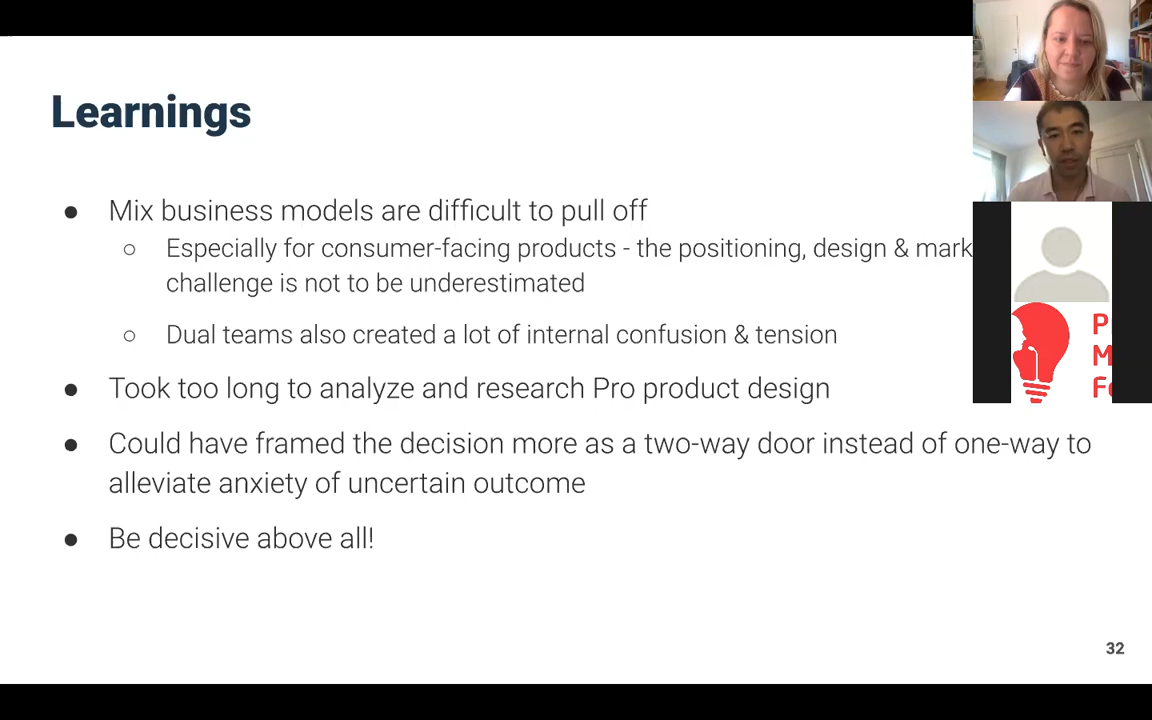 Learnings
● Mix business models are difficult to pull off
○ Especially for consumer-facing products - the positioning, design &
challenge is not to be underestimated
○ Dual teams also created a lot of internal confusion & tension
● Took too long to analyze and research Pro product design
● Could have framed the decision more as a two-way door instead of one-way to
alleviate anxiety of uncertain outcome
● Be decisive above all!
P
M
32